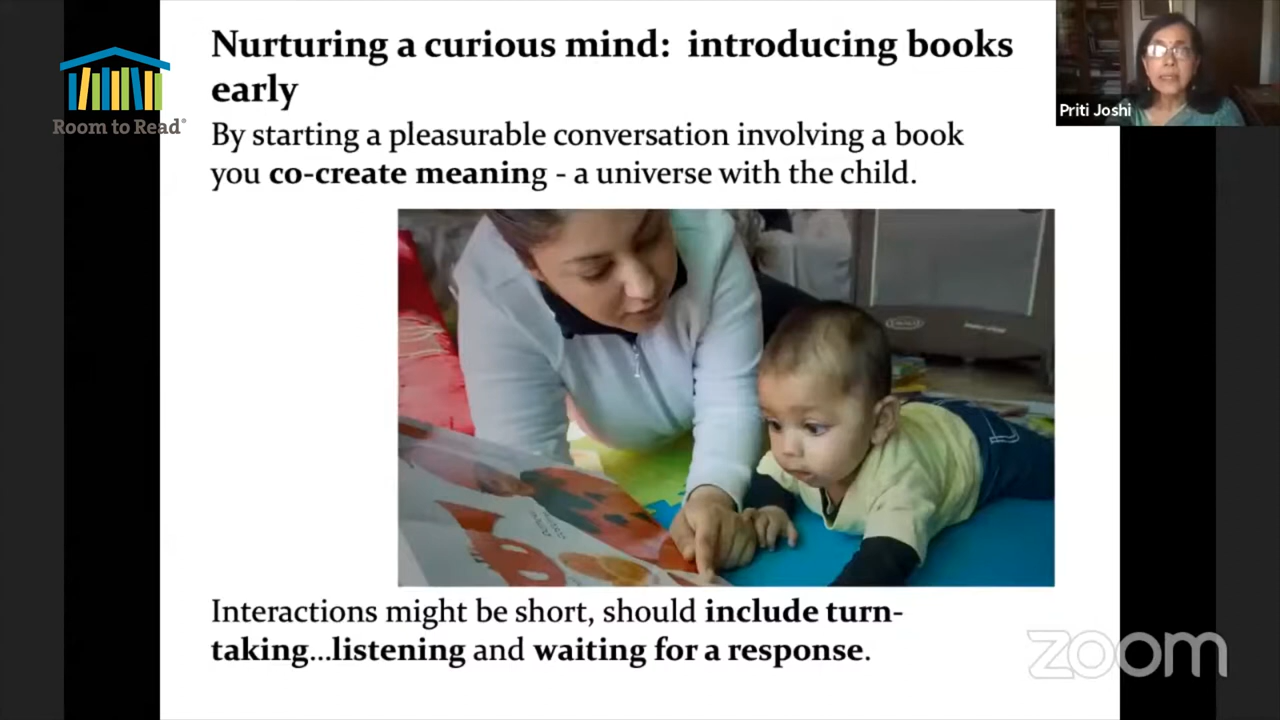 Nurturing a curious mind: introducing books
early
Room to Read®
Priti Joshi
By starting a pleasurable conversation involving a book
you co-create meaning - a universe with the child.
Interactions might be short, should include turn-
taking...listening and waiting for a response.
zoom